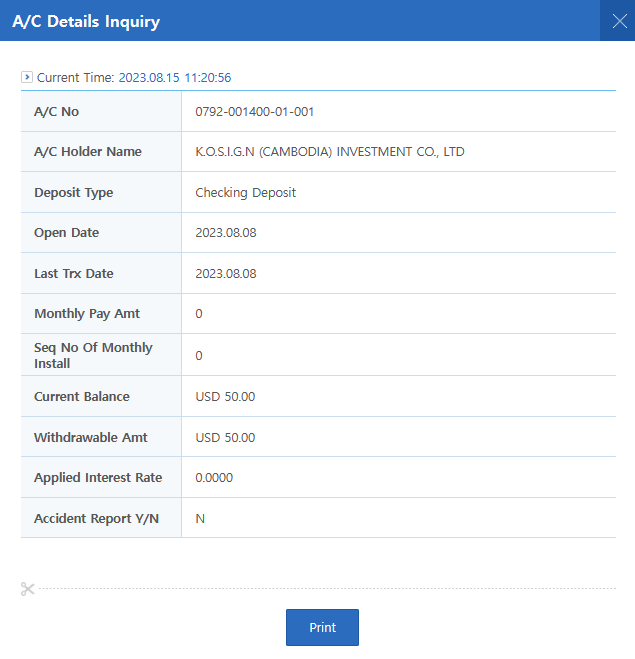 A/C Details Inquiry
Current Time: 2023.08.15 11:20:56
A/C No 0792-001400-01-001
A/C Holder Name K.O.S.I.G.N (CAMBODIA) INVESTMENT CO., LTD
Deposit Type Checking Deposit
Open Date 2023.08.08
Last Trx Date 2023.08.08
Monthly Pay Amt 0
Seq No Of Monthly
Install 0
Current Balance USD 50.00
Withdrawable Amt USD 50.00
Applied Interest Rate 0.0000
Accident Report Y/N N
Print